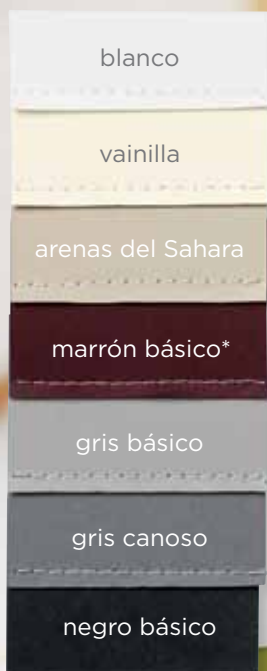 blanco
vainilla
arenas del Sahara
marrón básico*
gris básico
gris canoso
negro básico